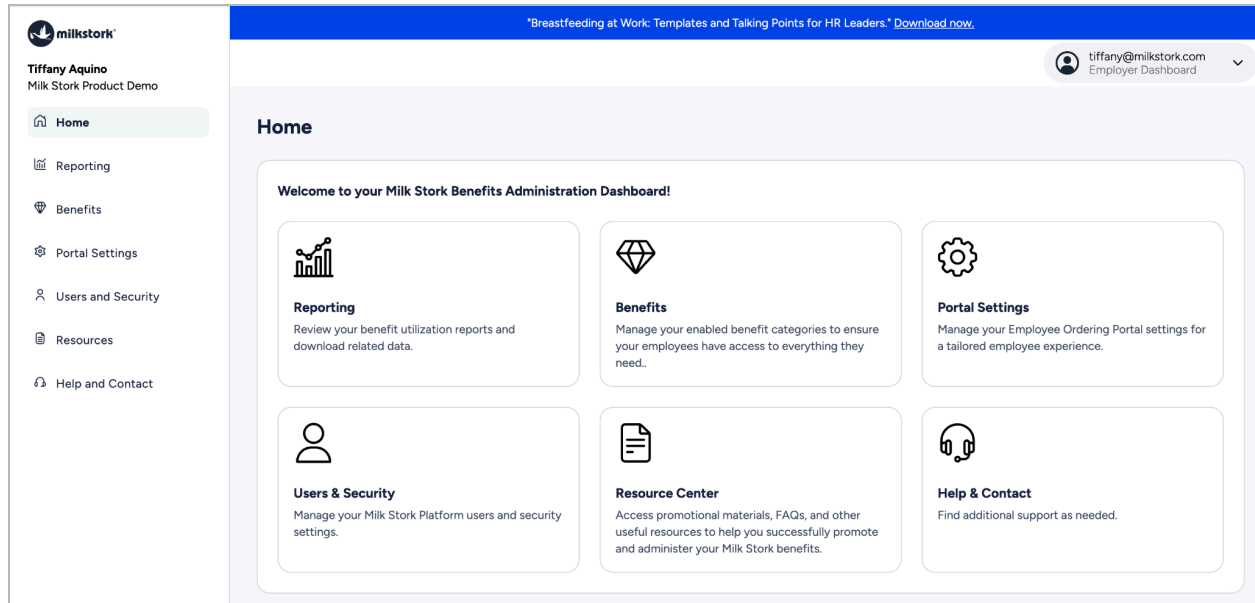 "Breastfeeding at Work: Templates and Talking Points for HR Leaders." Download now.
milkstork
Tiffany Aquino
Milk Stork Product Demo
Home
Reporting
Benefits
Portal Settings
Users and Security
Resources
Help and Contact
tiffany@milkstork.com
Employer Dashboard
Home
Welcome to your Milk Stork Benefits Administration Dashboard!
Reporting
Review your benefit utilization reports and
download related data.
Benefits
Manage your enabled benefit categories to ensure
your employees have access to everything they
need..
Portal Settings
Manage your Employee Ordering Portal settings for
a tailored employee experience.
Users & Security
Manage your Milk Stork Platform users and security
settings.
Resource Center
Access promotional materials, FAQs, and other
useful resources to help you successfully promote
and administer your Milk Stork benefits.
Help & Contact
Find additional support as needed.